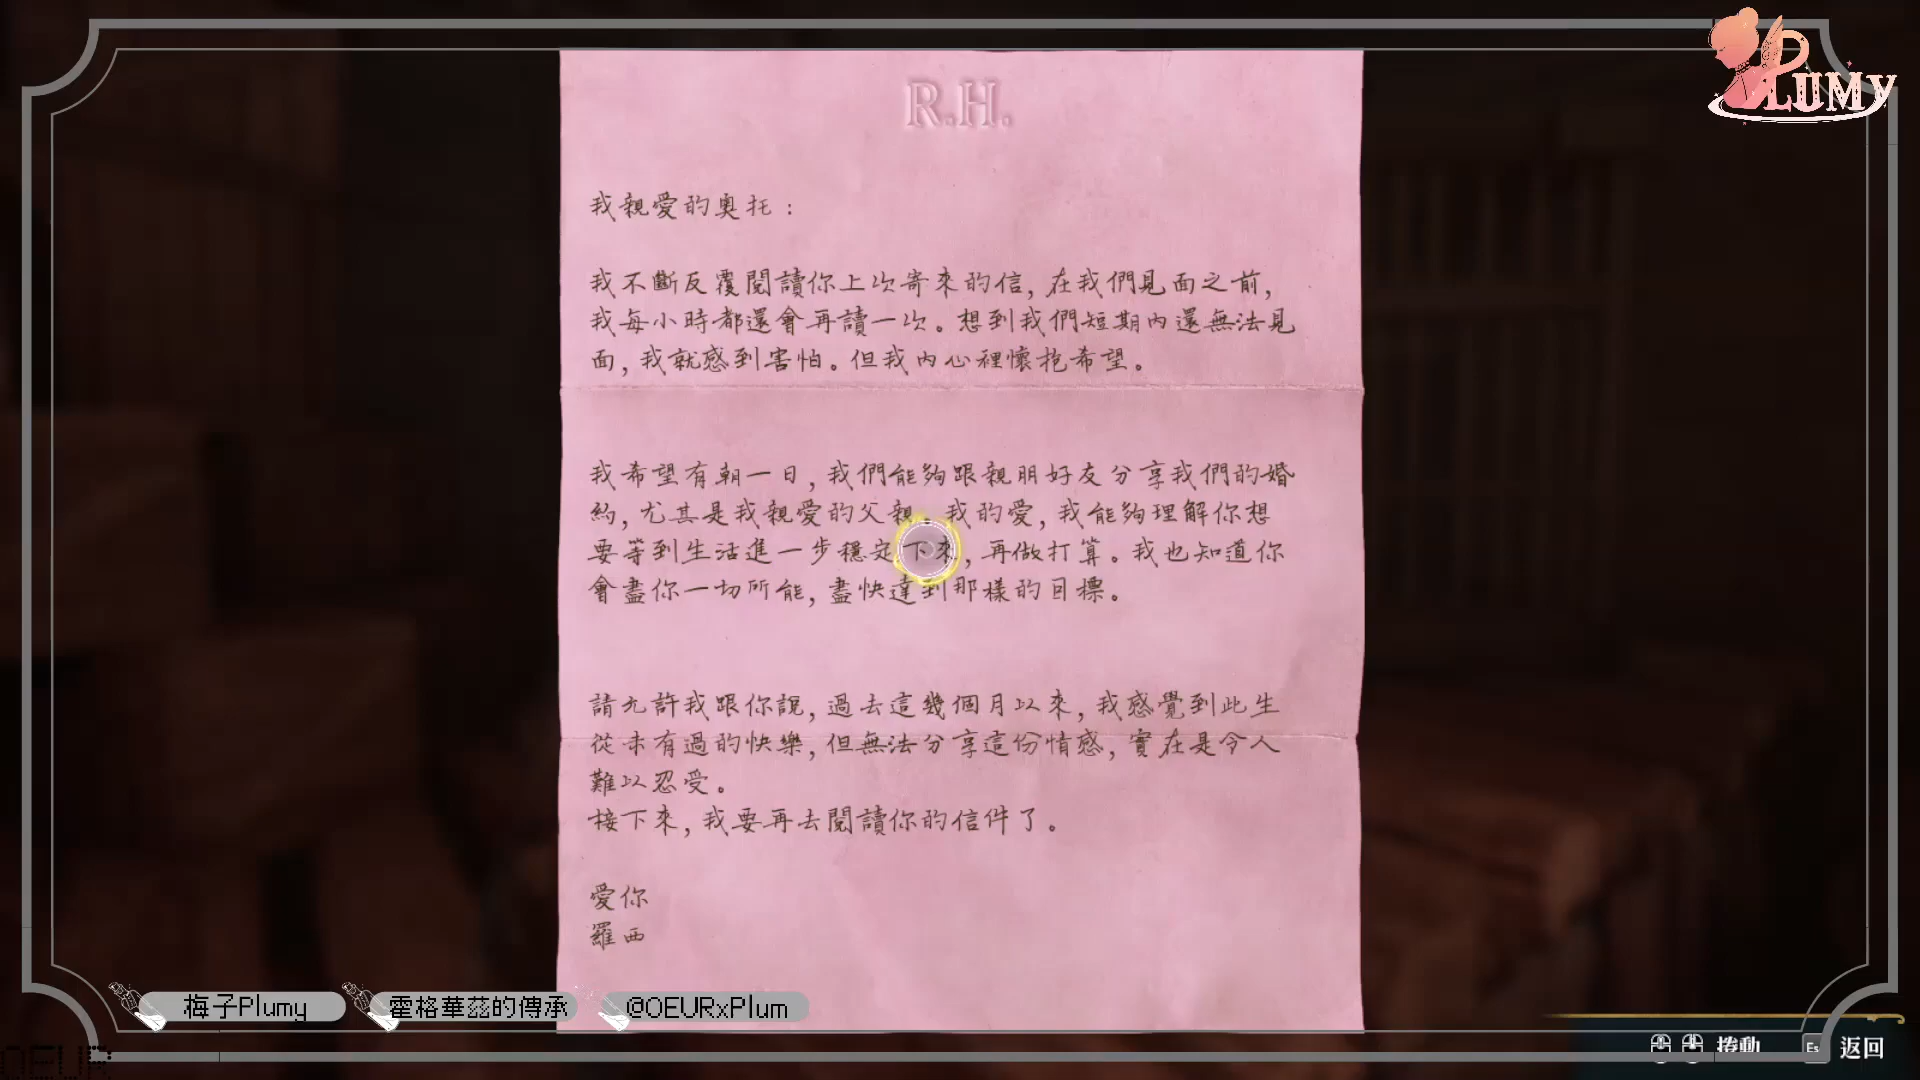 PLUMY
R.H.
我親愛的奧托：
我不斷反覆閱讀你上次寄來的信，在我們見面之前，
我每小時都還會再讀一次。想到我們短期內還無法見
面，我就感到害怕。但我內心裡懷抱希望。
我希望有朝一日，我們能夠跟親朋好友分享我們的婚
約，尤其是我親愛的父親。我的愛，我能夠理解你想
要等到生活進一步穩定下來，再做打算。我也知道你
會盡你一切所能，盡快達到那樣的目標。
請允許我跟你說，過去這幾個月以來，我感覺到此生
從未有過的快樂，但無法分享這份情感，實在是令人
難以忍受。
接下來，我要再去閱讀你的信件了。
愛你
羅西
梅子Plumy
霍格華茲的傳承
@OEURxPlum
OEUR
捲動
Es
返回